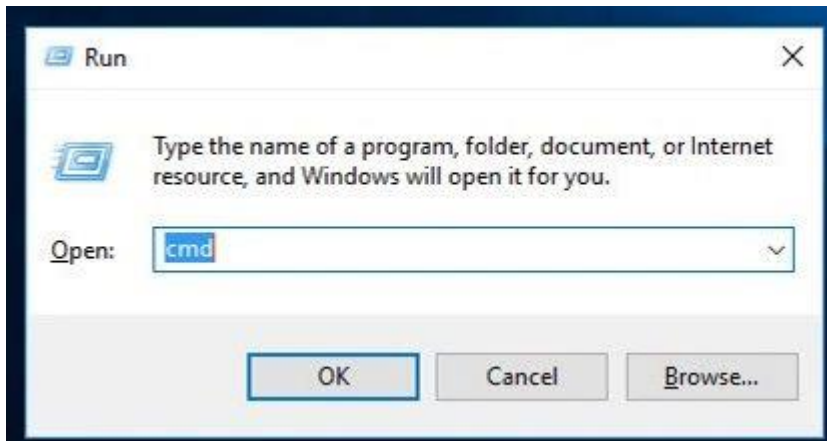 Run
Type the name of a program, folder, document, or Internet
resource, and Windows will open it for you.
Open: cmd
OK Cancel Browse...